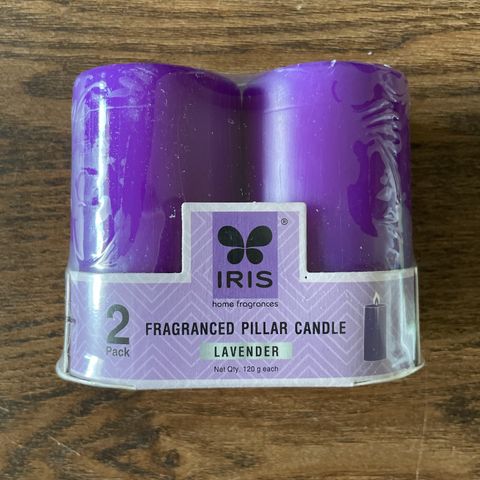 IRIS
®
home fragrances
2
Pack
FRAGRANCED PILLAR CANDLE
LAVENDER
Net Qty. 120 g each